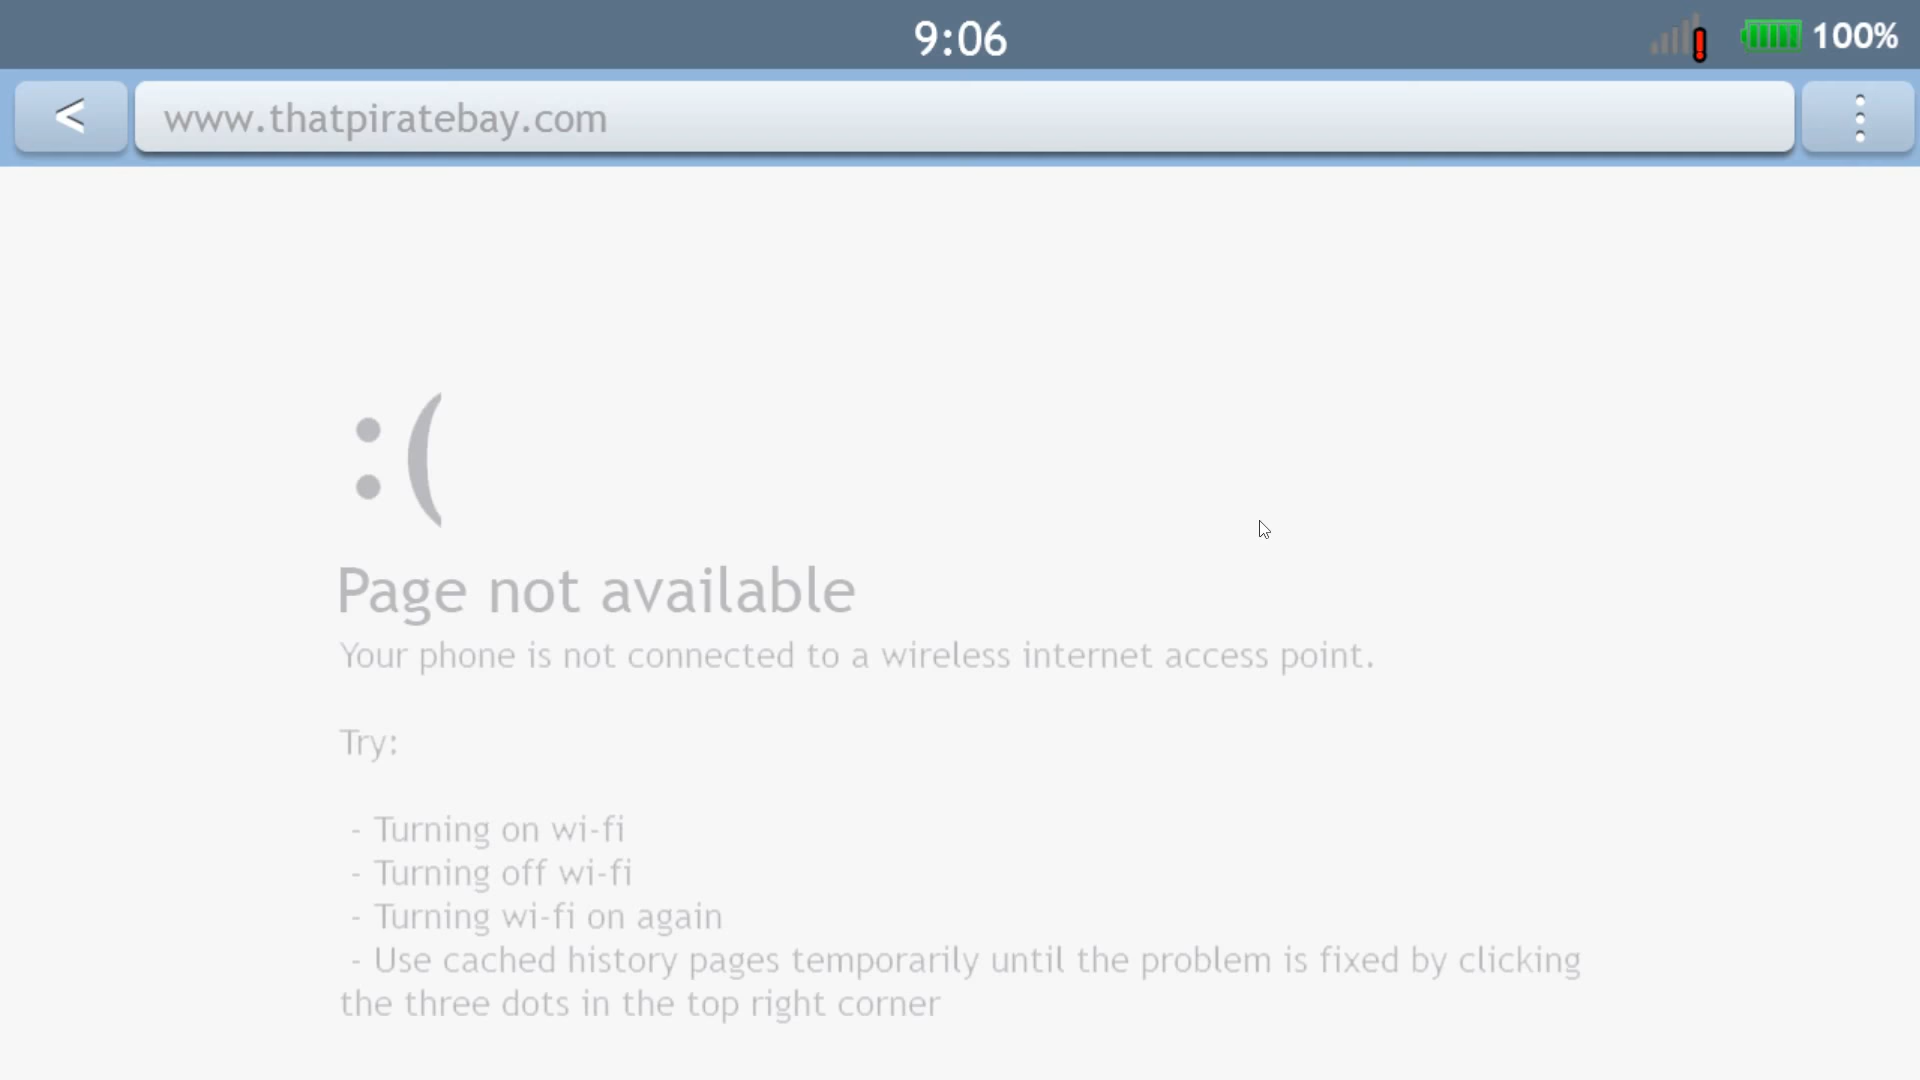 9:06
100%
<
www.thatpiratebay.com
:(
Page not available
Your phone is not connected to a wireless internet access point.
Try:
- Turning on wi-fi
- Turning off wi-fi
- Turning wi-fi on again
- Use cached history pages temporarily until the problem is fixed by clicking
the three dots in the top right corner